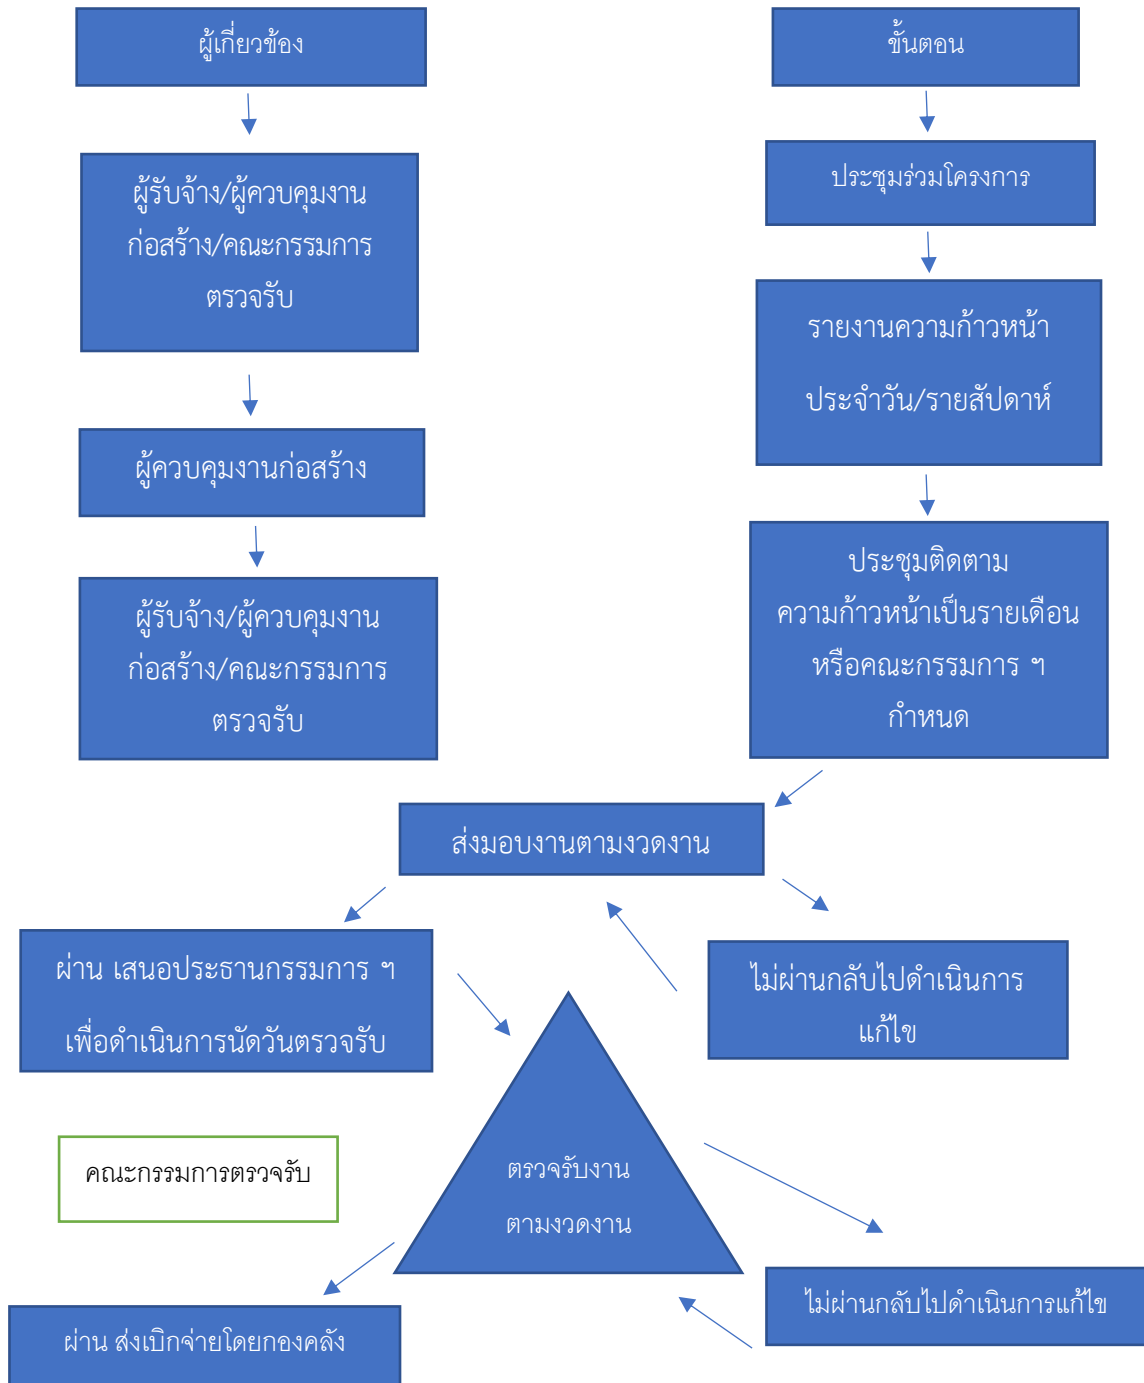 ผู้เกี่ยวข้อง
ขั้นตอน
ผู้รับจ้าง/ผู้ควบคุมงาน
ก่อสร้าง/คณะกรรมการ
ตรวจรับ
ประชุมร่วมโครงการ
รายงานความก้าวหน้า
ประจำวัน/รายสัปดาห์
ผู้ควบคุมงานก่อสร้าง
ประชุมติดตาม
ความก้าวหน้าเป็นรายเดือน
หรือคณะกรรมการ ฯ
กำหนด
ผู้รับจ้าง/ผู้ควบคุมงาน
ก่อสร้าง/คณะกรรมการ
ตรวจรับ
ส่งมอบงานตามงวดงาน
ผ่าน เสนอประธานกรรมการ ฯ
เพื่อดำเนินการนัดวันตรวจรับ
ไม่ผ่านกลับไปดำเนินการ
แก้ไข
คณะกรรมการตรวจรับ
ตรวจรับงาน
ตามงวดงาน
ไม่ผ่านกลับไปดำเนินการแก้ไข
ผ่าน ส่งเบิกจ่ายโดยกองคลัง